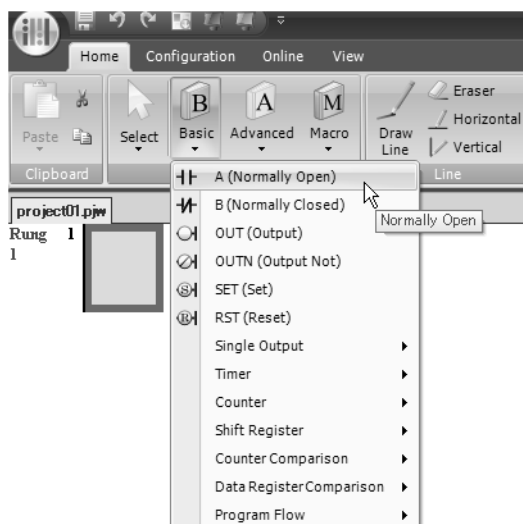 Home Configuration Online View
B A M
Paste Select Basic Advanced Macro Draw Line
Eraser
Horizontal
Vertical
Clipboard Line
A (Normally Open)
B (Normally Closed)
Normally Open
OUT (Output)
OUTN (Output Not)
S SET (Set)
R RST (Reset)
Single Output
Timer
Counter
Shift Register
Counter Comparison
Data Register Comparison
Program Flow
project01.pjw
Rung 1
1